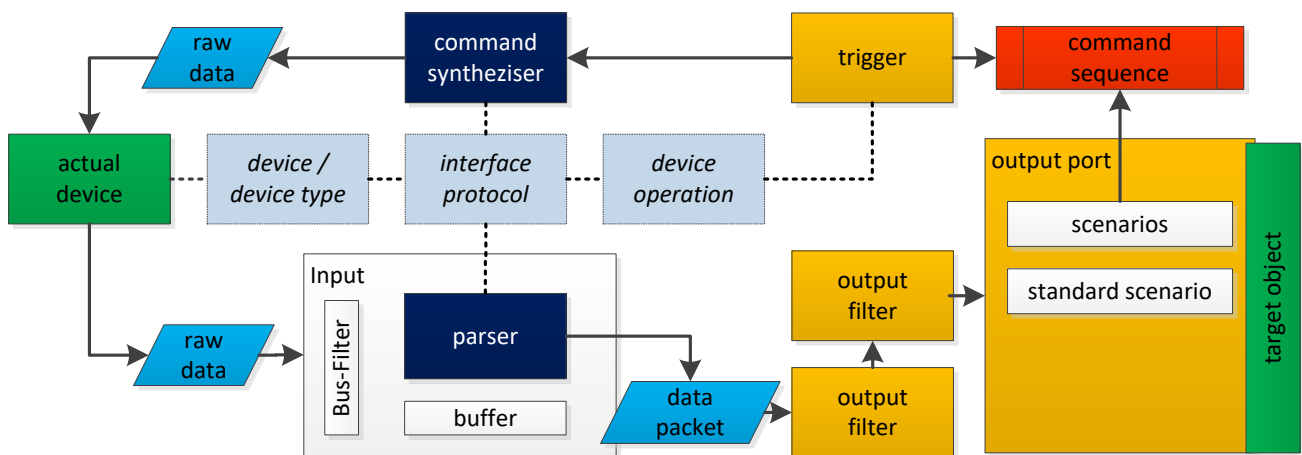 raw
data
command
syntheziser
trigger
command
sequence
actual
device
device /
device type
interface
protocol
device
operation
output port
scenarios
standard scenario
target object
Input
Bus-Filter
parser
buffer
raw
data
data
packet
output
filter
output
filter